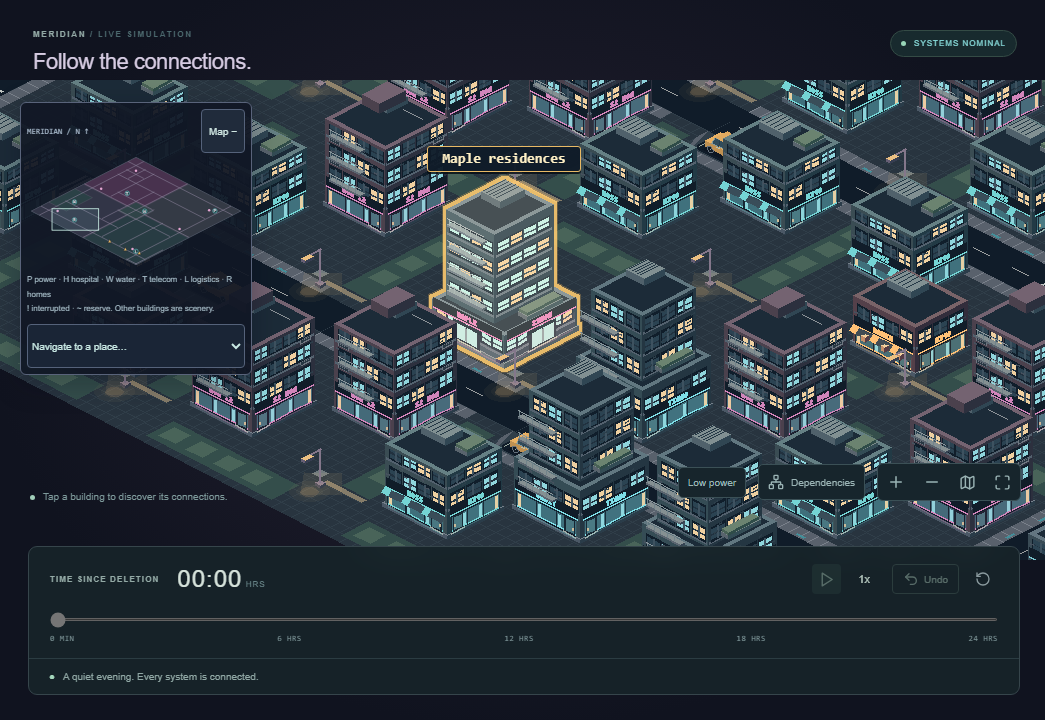 MERIDIAN / LIVE SIMULATION
Follow the connections.
SYSTEMS NOMINAL
MERIDIAN / N ↑
Map −
P power · H hospital · W water · T telecom · L logistics · R
homes
! interrupted · ~ reserve. Other buildings are scenery.
Navigate to a place...
Maple residences
Tap a building to discover its connections.
Low power
Dependencies
TIME SINCE DELETION
00:00 HRS
1x
Undo
0 MIN
6 HRS
12 HRS
18 HRS
24 HRS
A quiet evening. Every system is connected.